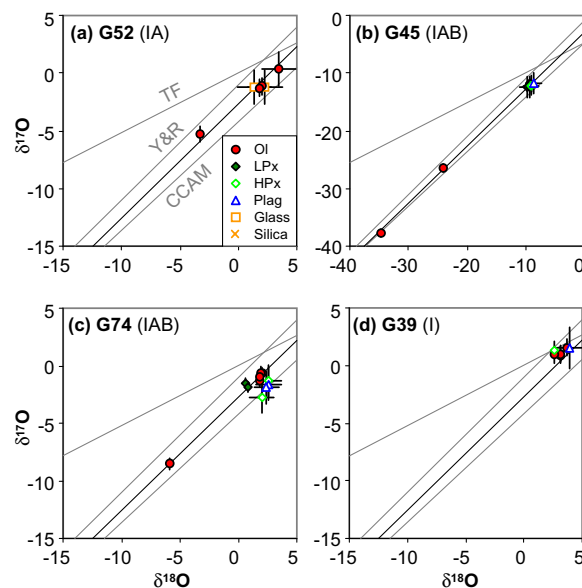 (a) G52 (IA)
(b) G45 (IAB)
δ¹⁷O
5
0
-5
-10
-15
TF
Y&R
CCAM
Ol
LPx
HPx
Plag
Glass
Silica
-15
-10
-5
0
5
0
-10
-20
-30
-40
-40
-30
-20
-10
0
(c) G74 (IAB)
(d) G39 (I)
δ¹⁷O
5
0
-5
-10
-15
-15
-10
-5
0
5
δ¹⁸O
5
0
-5
-10
-15
-15
-10
-5
0
5
δ¹⁸O